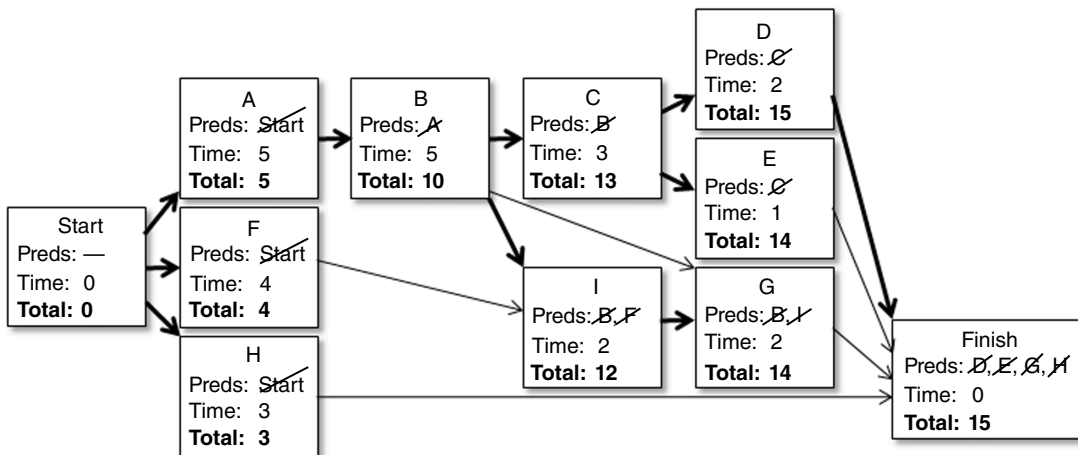 Start
Preds: —
Time: 0
Total: 0
A
Preds: Start
Time: 5
Total: 5
F
Preds: Start
Time: 4
Total: 4
H
Preds: Start
Time: 3
Total: 3
B
Preds: A
Time: 5
Total: 10
C
Preds: B
Time: 3
Total: 13
I
Preds: B, F
Time: 2
Total: 12
D
Preds: C
Time: 2
Total: 15
E
Preds: C
Time: 1
Total: 14
G
Preds: B, I
Time: 2
Total: 14
Finish
Preds: D, E, G, H
Time: 0
Total: 15